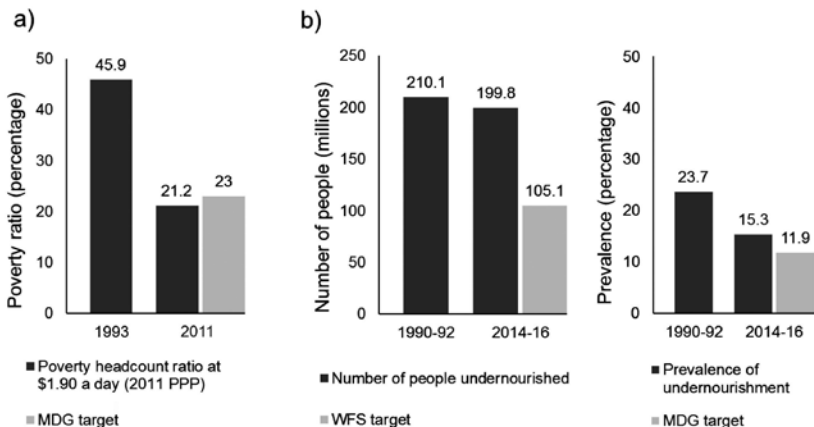 a)
Poverty ratio (percentage)
50
40
30
20
10
0
45.9
21.2
23
1993
2011
Poverty headcount ratio at
$1.90 a day (2011 PPP)
MDG target
b)
Number of people (millions)
250
200
150
100
50
0
210.1
199.8
105.1
1990-92
2014-16
Number of people undernourished
WFS target
Prevalence (percentage)
50
40
30
20
10
0
23.7
15.3
11.9
1990-92
2014-16
Prevalence of
undernourishment
MDG target